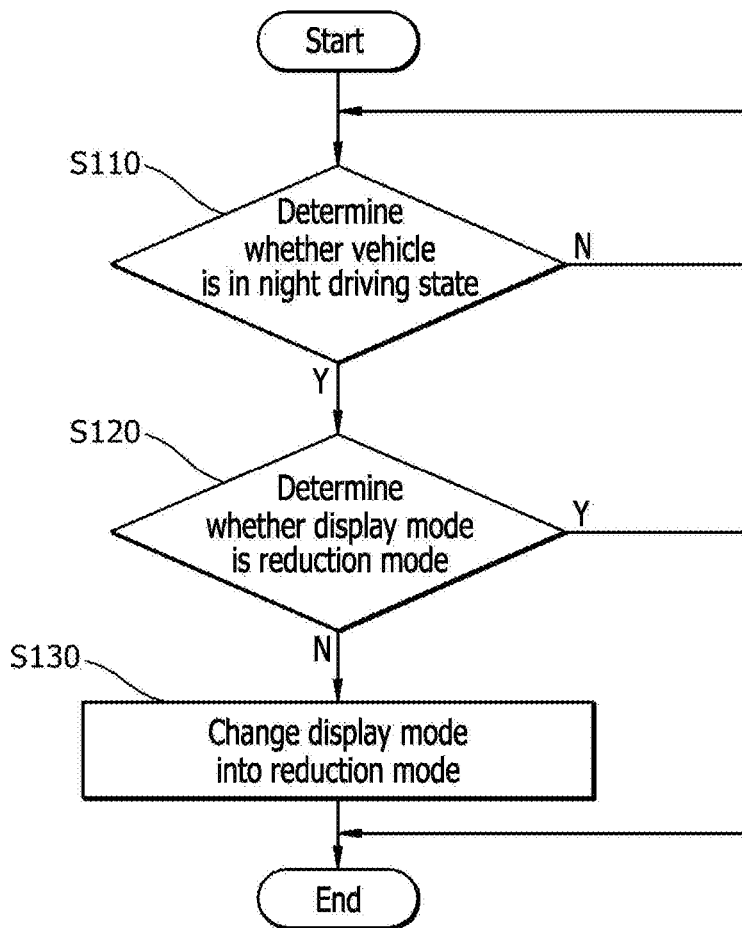 Start
S110
Determine
whether vehicle
is in night driving state
N
Y
S120
Determine
whether display mode
is reduction mode
Y
N
S130
Change display mode
into reduction mode
End